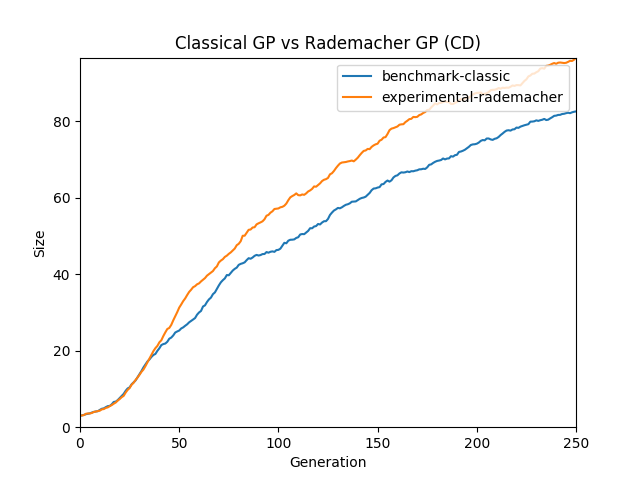 Classical GP vs Rademacher GP (CD)
benchmark-classic
experimental-rademacher
Size
80
60
40
20
0
0 50 100 150 200 250
Generation